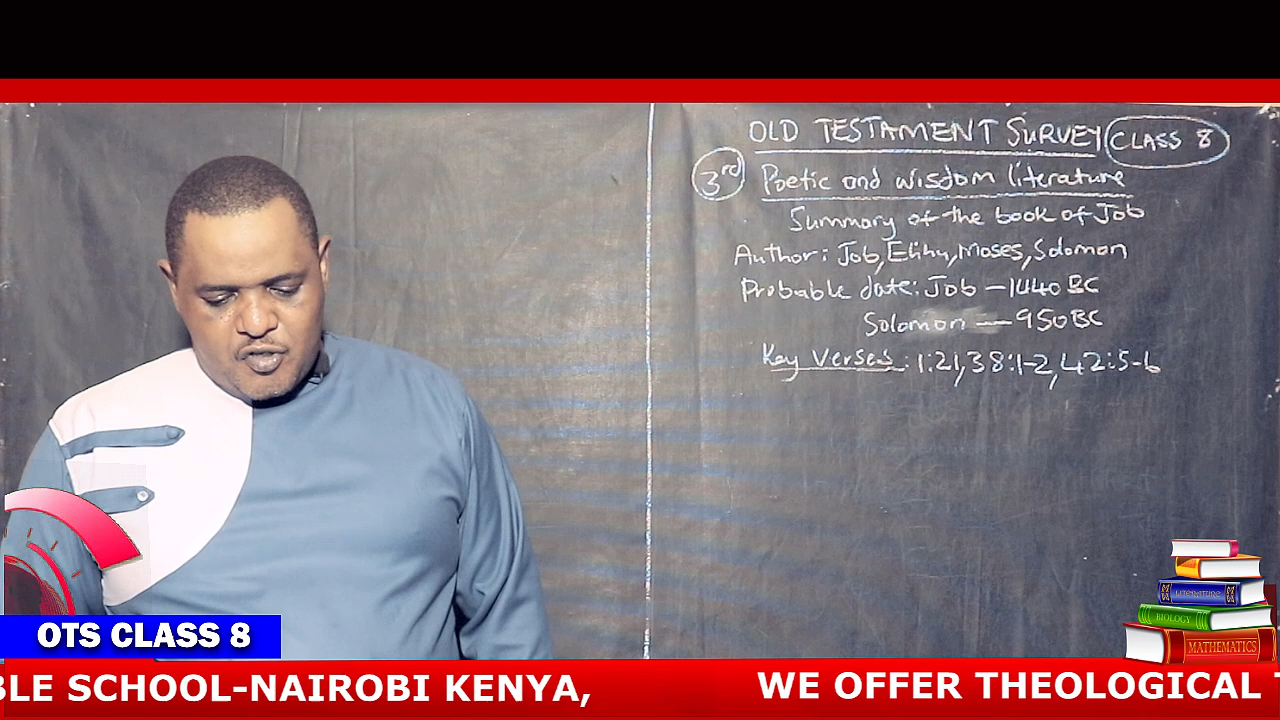 OLD TESTAMENT SURVEY CLASS 8
3rd Poetic and wisdom literature
Summary of the book of Job
Author: Job, Elihu, Moses, Solomon
Probable date: Job — 1440 BC
Solomon — 950 BC
Key Verses: 1:21, 38:1-2, 42:5-6
LITERATURE
BIOLOGY
MATHEMATICS
OTS CLASS 8
BLE SCHOOL-NAIROBI KENYA, WE OFFER THEOLOGICAL T